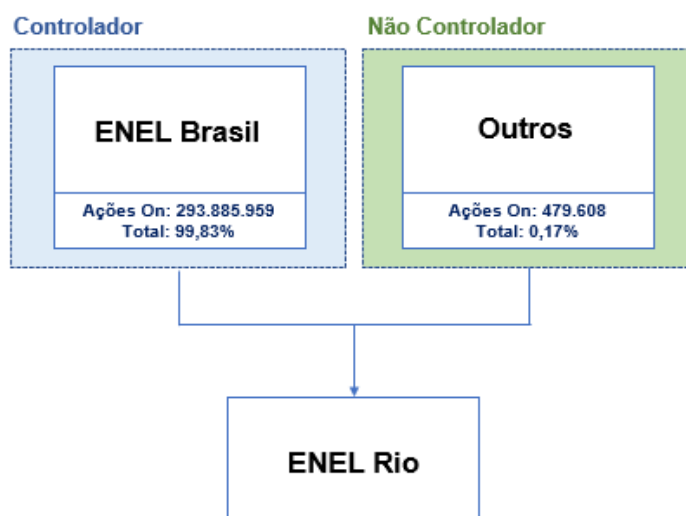 Controlador
Não Controlador
ENEL Brasil
Ações On: 293.885.959
Total: 99,83%
Outros
Ações On: 479.608
Total: 0,17%
ENEL Rio